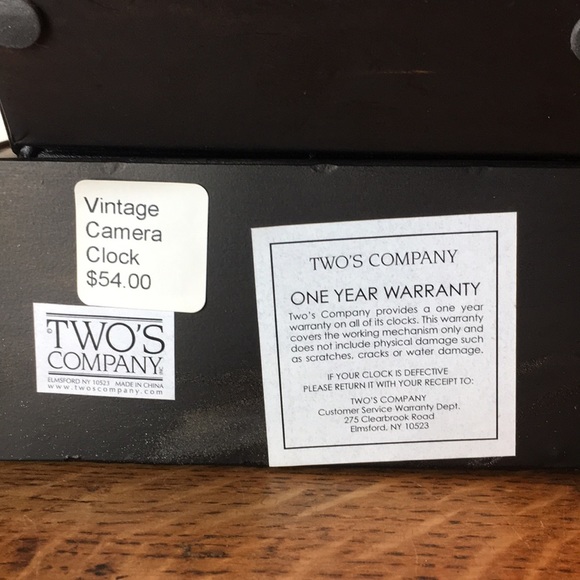 Vintage
Camera
Clock
$54.00
© TWO'S
COMPANY INC.
ELMSFORD NY 10523 MADE IN CHINA
www.twoscompany.com
TWO'S COMPANY
ONE YEAR WARRANTY
Two's Company provides a one year
warranty on all of its clocks. This warranty
covers the working mechanism only and
does not include physical damage such
as scratches, cracks or water damage.
IF YOUR CLOCK IS DEFECTIVE
PLEASE RETURN IT WITH YOUR RECEIPT TO:
TWO'S COMPANY
Customer Service Warranty Dept.
275 Clearbrook Road
Elmsford, NY 10523